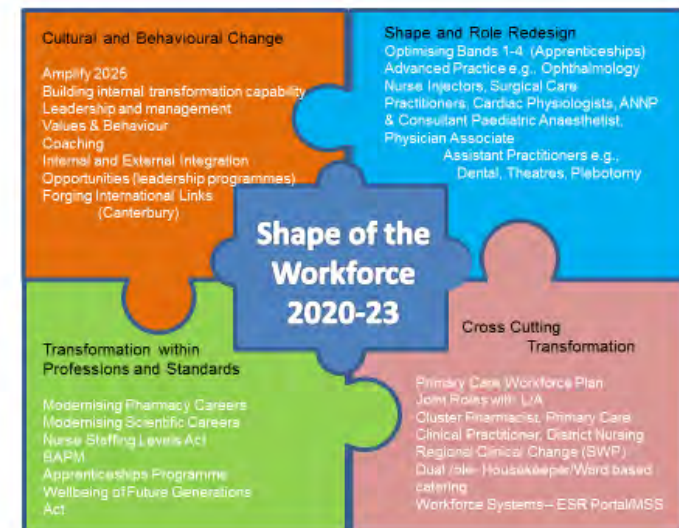 Cultural and Behavioural Change
Amplify 2025
Building internal transformation capability
Leadership and management
Values & Behaviour
Coaching
Internal and External Integration
Opportunities (leadership programmes)
Forging International Links
(Canterbury)
Shape and Role Redesign
Optimising Bands 1-4 (Apprenticeships)
Advanced Practice e.g., Ophthalmology
Nurse Injectors, Surgical Care
Practitioners, Cardiac Physiologists, ANNP
& Consultant Paediatric Anaesthetist,
Physician Associate
Assistant Practitioners e.g.,
Dental, Theatres, Plebotomy
Shape of the
Workforce
2020-23
Transformation within
Professions and Standards
Modernising Pharmacy Careers
Modernising Scientific Careers
Nurse Staffing Levels Act
BAPM
Apprenticeships Programme
Wellbeing of Future Generations
Act
Cross Cutting
Transformation
Primary Care Workforce Plan
Joint Roles with L/A
Cluster Pharmacist, Primary Care
Clinical Practitioner, District Nursing
Regional Clinical Change (SWP)
Dual role- Housekeeper/Ward based
catering
Workforce Systems – ESR Portal/MSS